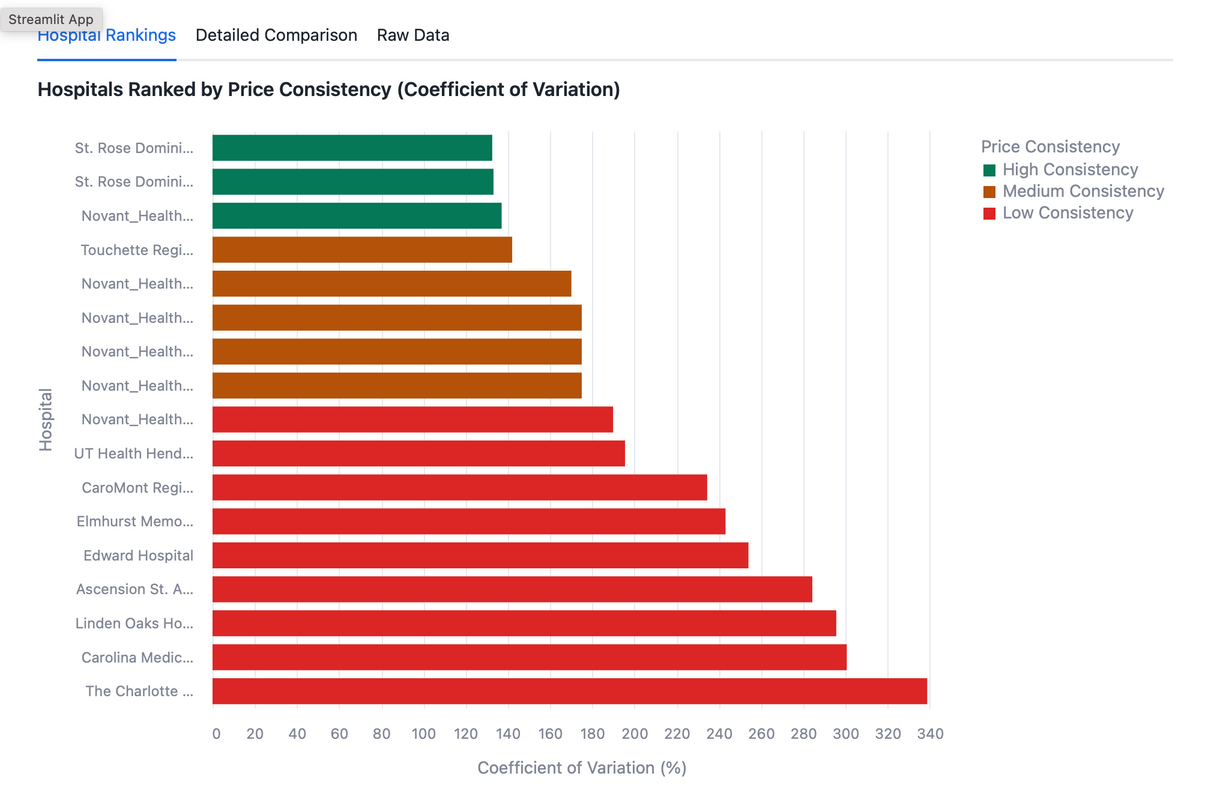 Streamlit App
Hospital Rankings Detailed Comparison Raw Data
Hospitals Ranked by Price Consistency (Coefficient of Variation)
Price Consistency
High Consistency
Medium Consistency
Low Consistency
Hospital
St. Rose Domini...
St. Rose Domini...
Novant_Health...
Touchette Regi...
Novant_Health...
Novant_Health...
Novant_Health...
Novant_Health...
Novant_Health...
UT Health Hend...
CaroMont Regi...
Elmhurst Memo...
Edward Hospital
Ascension St. A...
Linden Oaks Ho...
Carolina Medic...
The Charlotte ...
0 20 40 60 80 100 120 140 160 180 200 220 240 260 280 300 320 340
Coefficient of Variation (%)